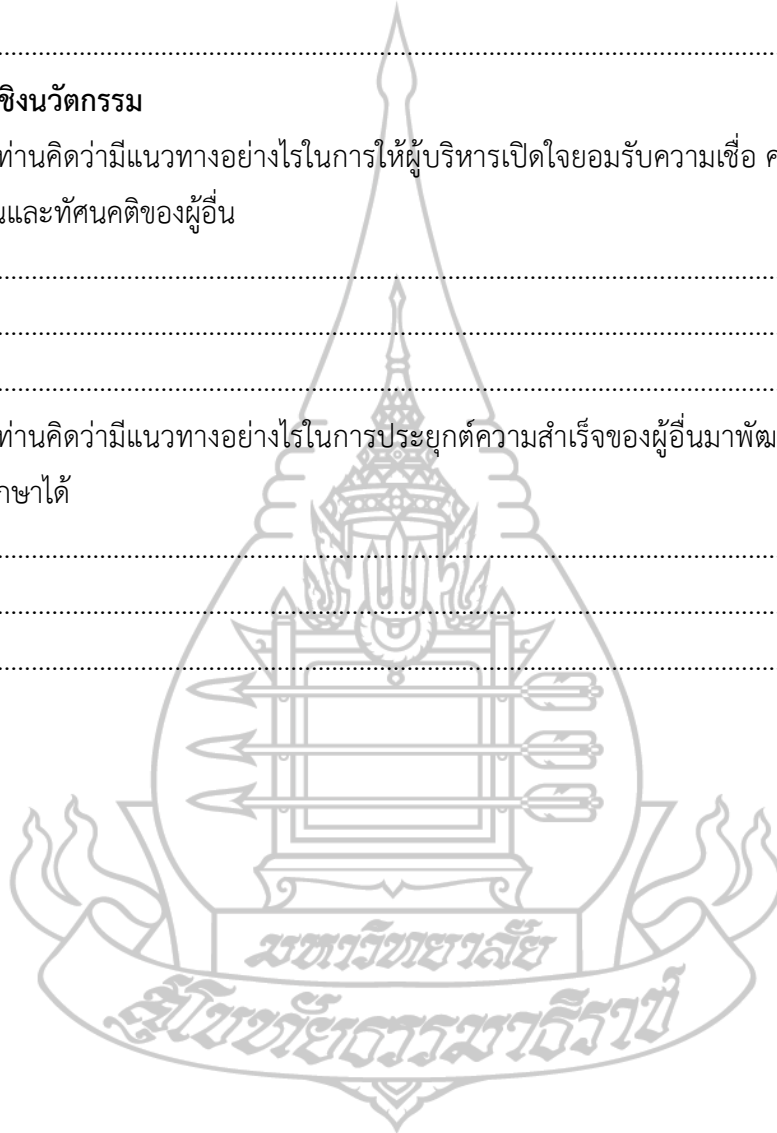 ..................................................................................................................
ชิงนวัตกรรม
ท่านคิดว่ามีแนวทางอย่างไรในการให้ผู้บริหารเปิดใจยอมรับความเชื่อ
และทัศนคติของผู้อื่น
..................................................................................................................
..................................................................................................................
..................................................................................................................
ท่านคิดว่ามีแนวทางอย่างไรในการประยุกต์ความสำเร็จของผู้อื่นมาพัฒ
กษาได้
..................................................................................................................
..................................................................................................................
..................................................................................................................
มหาวิทยาลัย
สุโขทัยธรรมาธิราช